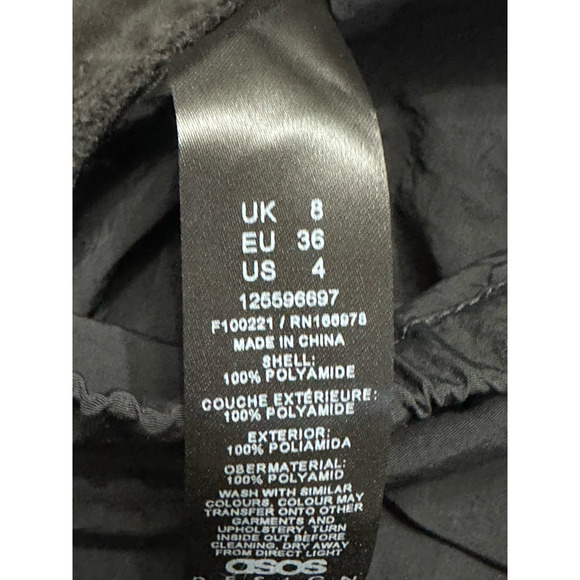 UK 8
EU 36
US 4
125596697
F100221 / RN166978
MADE IN CHINA
SHELL:
100% POLYAMIDE
COUCHE EXTÉRIEURE:
100% POLYAMIDE
EXTERIOR:
100% POLIAMIDA
OBERMATERIAL:
100% POLYAMID
WASH WITH SIMILAR
COLOURS, COLOUR MAY
TRANSFER ONTO OTHER
GARMENTS AND
UPHOLSTERY, TURN
INSIDE OUT BEFORE
CLEANING, DRY AWAY
FROM DIRECT LIGHT
asos
DESIGN